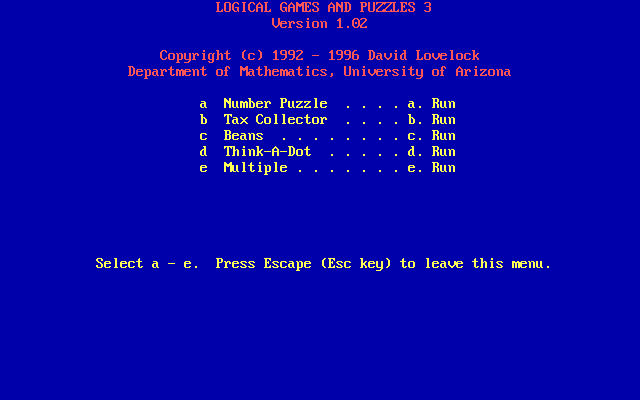 LOGICAL GAMES AND PUZZLES 3
Version 1.02
Copyright (c) 1992 - 1996 David Lovelock
Department of Mathematics, University of Arizona
a  Number Puzzle  . . . . a. Run
b  Tax Collector  . . . . b. Run
c  Beans  . . . . . . . . c. Run
d  Think-A-Dot  . . . . . d. Run
e  Multiple . . . . . . . e. Run
Select a - e.  Press Escape (Esc key) to leave this menu.